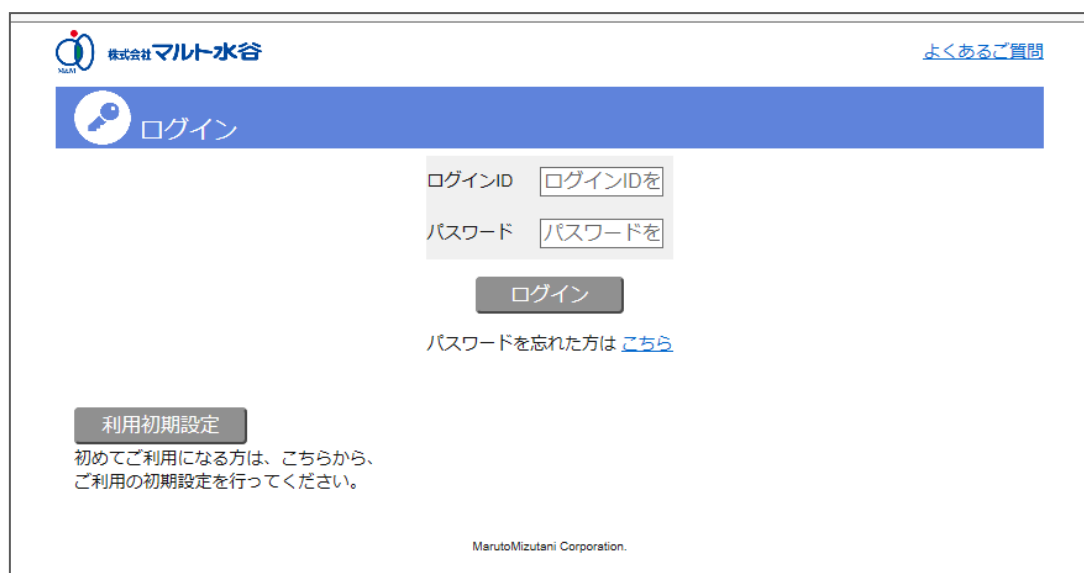 株式会社マルト水谷
M&M
よくあるご質問
ログイン
ログインID ログインIDを
パスワード パスワードを
ログイン
パスワードを忘れた方は こちら
利用初期設定
初めてご利用になる方は、こちらから、
ご利用の初期設定を行ってください。
MarutoMizutani Corporation.